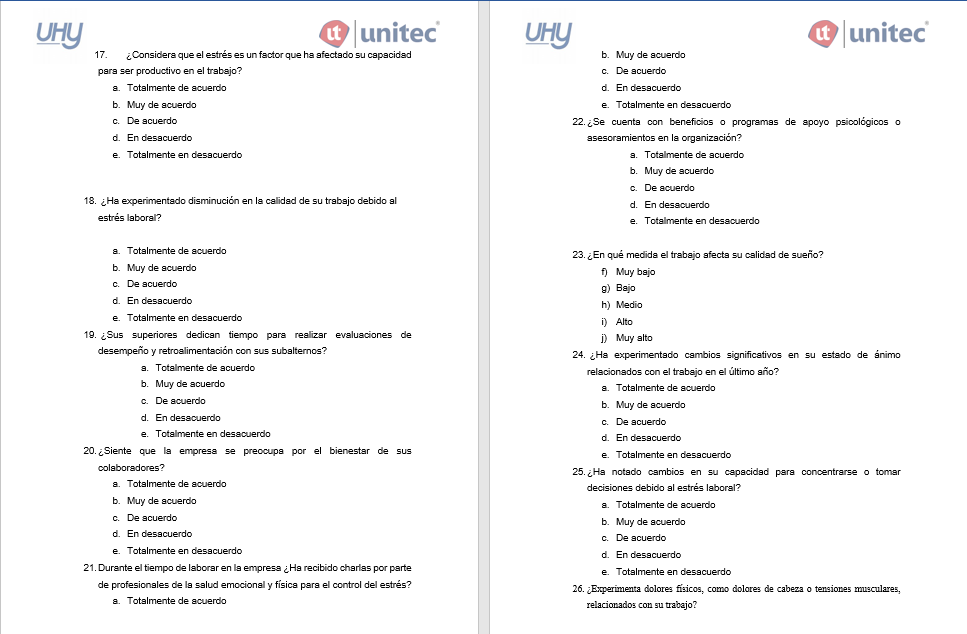 UHY
ut unitec
17. ¿Considera que el estrés es un factor que ha afectado su capacidad
para ser productivo en el trabajo?
a. Totalmente de acuerdo
b. Muy de acuerdo
c. De acuerdo
d. En desacuerdo
e. Totalmente en desacuerdo
18. ¿Ha experimentado disminución en la calidad de su trabajo debido al
estrés laboral?
a. Totalmente de acuerdo
b. Muy de acuerdo
c. De acuerdo
d. En desacuerdo
e. Totalmente en desacuerdo
19. ¿Sus superiores dedican tiempo para realizar evaluaciones de
desempeño y retroalimentación con sus subalternos?
a. Totalmente de acuerdo
b. Muy de acuerdo
c. De acuerdo
d. En desacuerdo
e. Totalmente en desacuerdo
20. ¿Siente que la empresa se preocupa por el bienestar de sus
colaboradores?
a. Totalmente de acuerdo
b. Muy de acuerdo
c. De acuerdo
d. En desacuerdo
e. Totalmente en desacuerdo
21. Durante el tiempo de laborar en la empresa ¿Ha recibido charlas por parte
de profesionales de la salud emocional y física para el control del estrés?
a. Totalmente de acuerdo
UHY
ut unitec
b. Muy de acuerdo
c. De acuerdo
d. En desacuerdo
e. Totalmente en desacuerdo
22. ¿Se cuenta con beneficios o programas de apoyo psicológicos o
asesoramientos en la organización?
a. Totalmente de acuerdo
b. Muy de acuerdo
c. De acuerdo
d. En desacuerdo
e. Totalmente en desacuerdo
23. ¿En qué medida el trabajo afecta su calidad de sueño?
f) Muy bajo
g) Bajo
h) Medio
i) Alto
j) Muy alto
24. ¿Ha experimentado cambios significativos en su estado de ánimo
relacionados con el trabajo en el último año?
a. Totalmente de acuerdo
b. Muy de acuerdo
c. De acuerdo
d. En desacuerdo
e. Totalmente en desacuerdo
25. ¿Ha notado cambios en su capacidad para concentrarse o tomar
decisiones debido al estrés laboral?
a. Totalmente de acuerdo
b. Muy de acuerdo
c. De acuerdo
d. En desacuerdo
e. Totalmente en desacuerdo
26. ¿Experimenta dolores físicos, como dolores de cabeza o tensiones musculares,
relacionados con su trabajo?